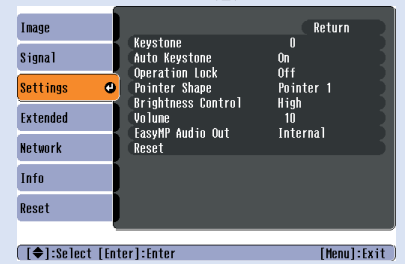 Image
Signal
Settings
Extended
Network
Info
Reset
Return
Keystone 0
Auto Keystone On
Operation Lock Off
Pointer Shape Pointer 1
Brightness Control High
Volume 10
EasyMP Audio Out Internal
Reset
[◆]:Select [Enter]:Enter [Menu]:Exit